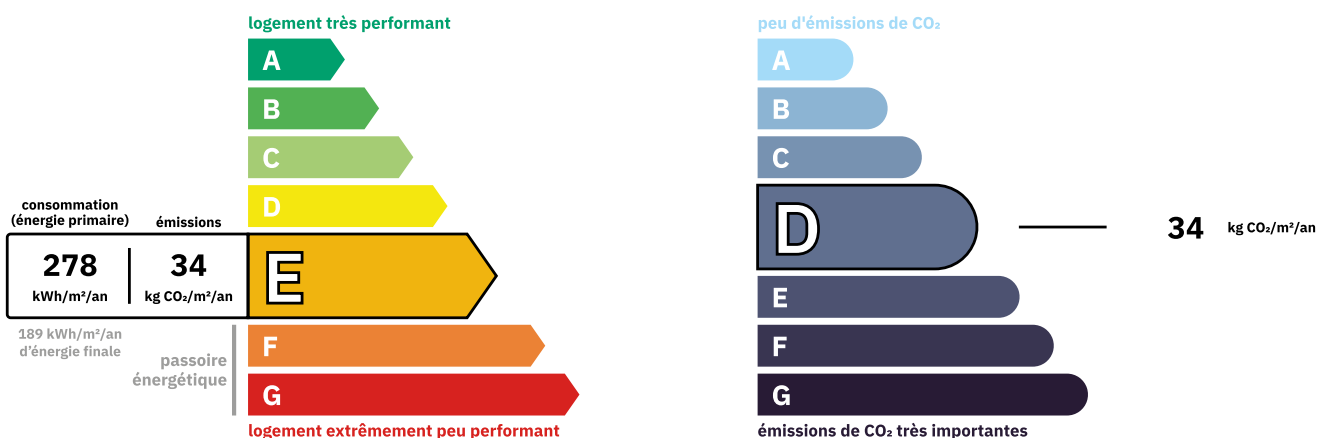 logement très performant
A
B
C
D
consommation
(énergie primaire)
émissions
278
kWh/m²/an
34
kg CO₂/m²/an
E
189 kWh/m²/an
d'énergie finale
passoire
énergétique
F
G
logement extrêmement peu performant
peu d'émissions de CO₂
A
B
C
D
34 kg CO₂/m²/an
E
F
G
émissions de CO₂ très importantes